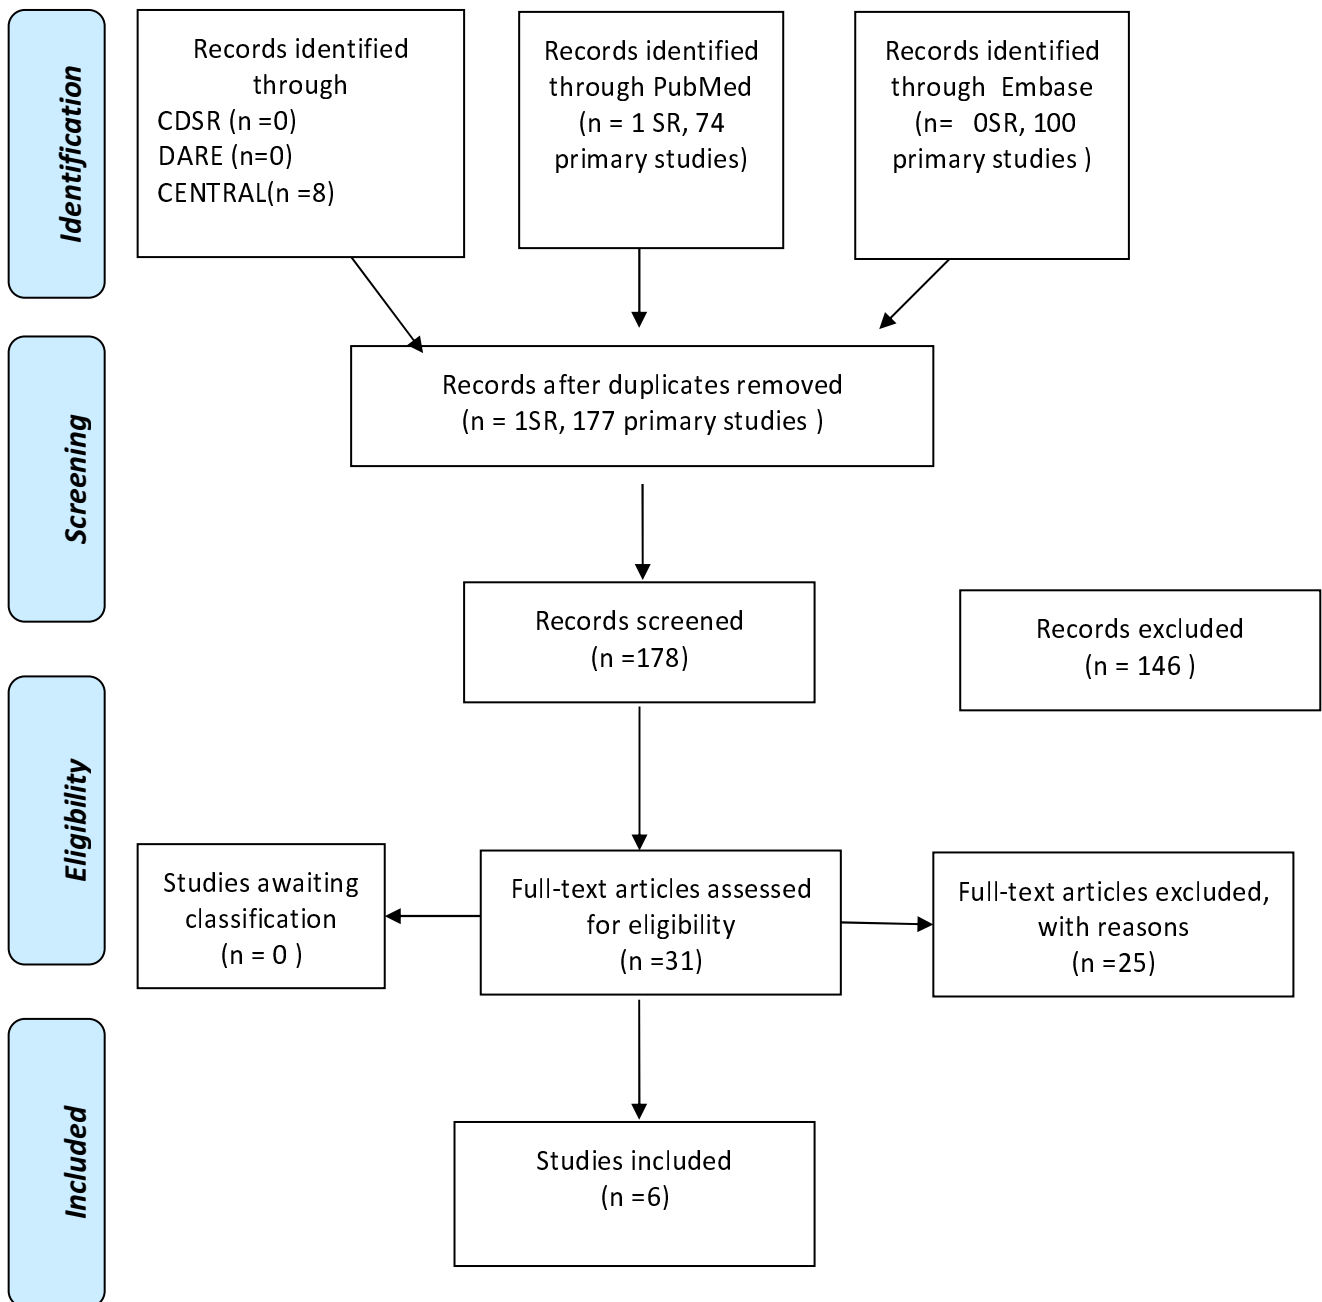 Identification
Records identified
through
CDSR (n =0)
DARE (n=0)
CENTRAL(n =8)
Records identified
through PubMed
(n = 1 SR, 74
primary studies)
Records identified
through  Embase
(n=   0SR, 100
primary studies )
Screening
Records after duplicates removed
(n = 1SR, 177 primary studies )
Records screened
(n =178)
Records excluded
(n = 146 )
Eligibility
Studies awaiting
classification
(n = 0 )
Full-text articles assessed
for eligibility
(n =31)
Full-text articles excluded,
with reasons
(n =25)
Included
Studies included
(n =6)